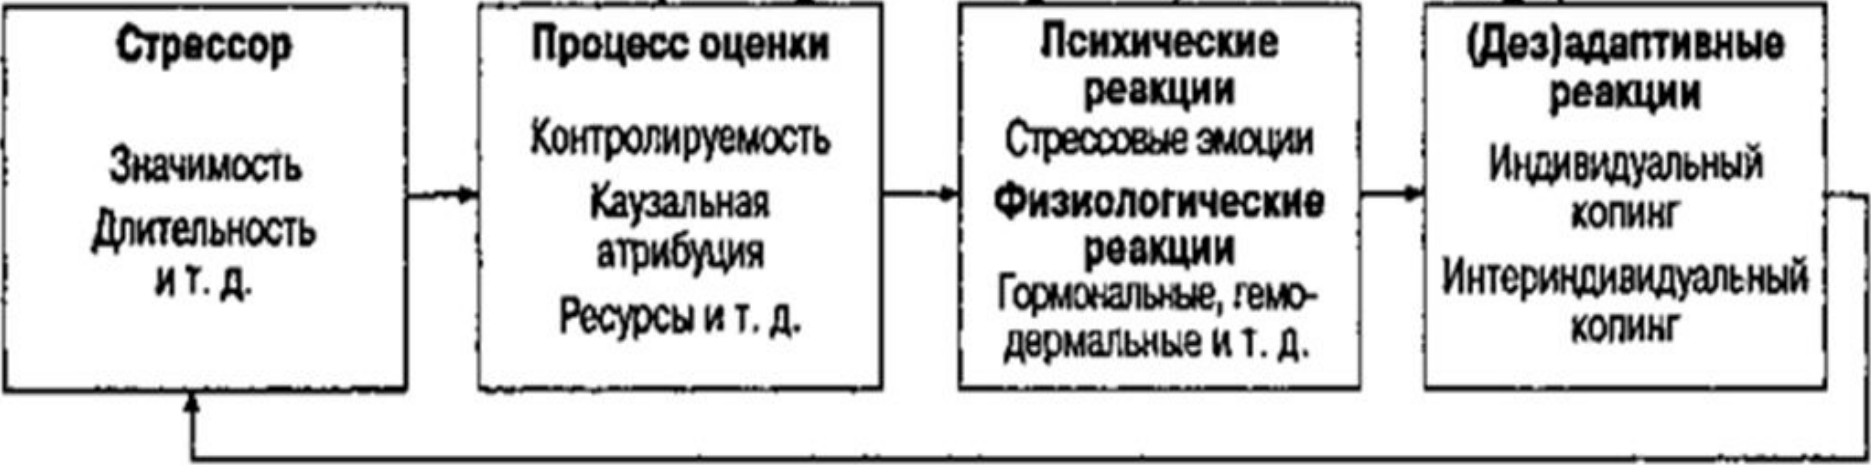 Стрессор
Значимость
Длительность
и т. д.
Процесс оценки
Контролируемость
Каузальная
атрибуция
Ресурсы и т. д.
Психические
реакции
Стрессовые эмоции
Физиологические
реакции
Гормональные, гемо-
дермальные и т. д.
(Дез)адаптивные
реакции
Индивидуальный
копинг
Интериндивидуальный
копинг